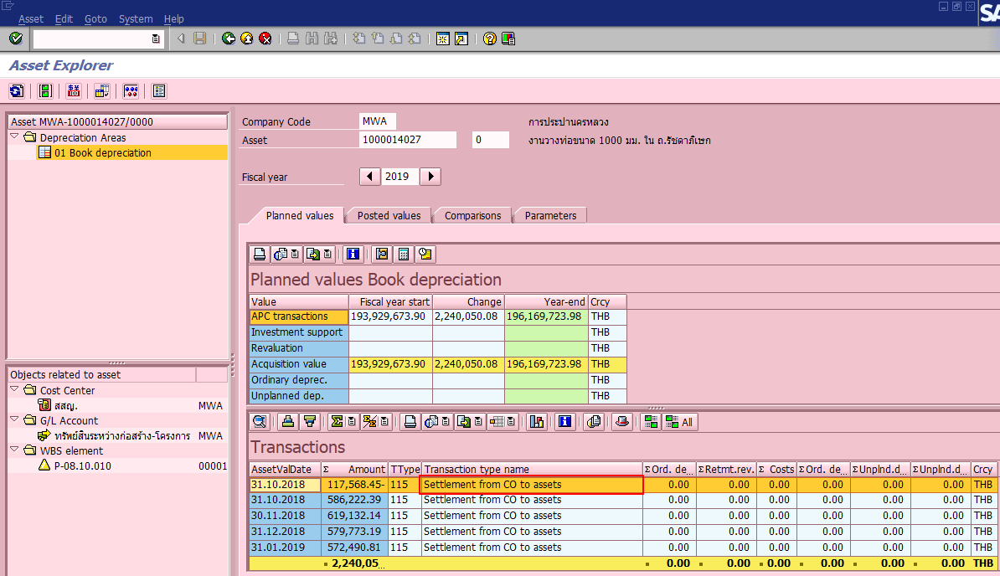 Asset Edit Goto System Help
SA
Asset Explorer
Asset MWA-1000014027/0000
Depreciation Areas
01 Book depreciation
Company Code MWA การประปานครหลวง
Asset 1000014027 0 งานวางท่อขนาด 1000 มม. ใน ถ.รัชดาภิเษก
Fiscal year 2019
Planned values Posted values Comparisons Parameters
Planned values Book depreciation
Value Fiscal year start Change Year-end Crcy
APC transactions 193,929,673.90 2,240,050.08 196,169,723.98 THB
Investment support THB
Revaluation THB
Acquisition value 193,929,673.90 2,240,050.08 196,169,723.98 THB
Ordinary deprec. THB
Unplanned dep. THB
Objects related to asset
Cost Center
สสญ. MWA
G/L Account
ทรัพย์สินระหว่างก่อสร้าง-โครงการ MWA
WBS element
P-08.10.010 00001
All
Transactions
AssetValDate Σ Amount TType Transaction type name Σ Ord. de... Σ Retmt.rev. Σ Costs Σ Ord. de... Σ Unplnd.d... Σ Unplnd.d... Crcy
31.10.2018 117,568.45- 115 Settlement from CO to assets 0.00 0.00 0.00 0.00 0.00 0.00 THB
31.10.2018 586,222.39 115 Settlement from CO to assets 0.00 0.00 0.00 0.00 0.00 0.00 THB
30.11.2018 619,132.14 115 Settlement from CO to assets 0.00 0.00 0.00 0.00 0.00 0.00 THB
31.12.2018 579,773.19 115 Settlement from CO to assets 0.00 0.00 0.00 0.00 0.00 0.00 THB
31.01.2019 572,490.81 115 Settlement from CO to assets 0.00 0.00 0.00 0.00 0.00 0.00 THB
2,240,05... 0.00 0.00 0.00 0.00 0.00 0.00 THB